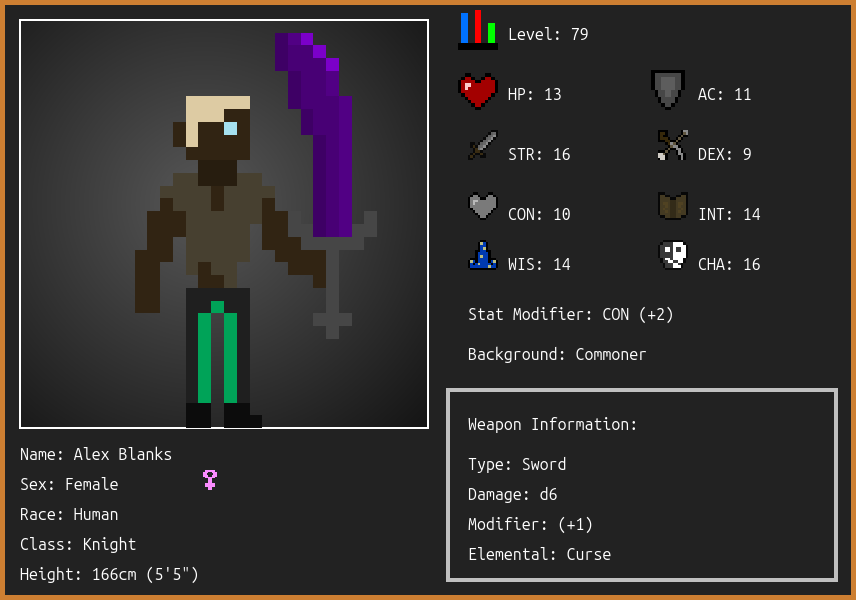 Level: 79
HP: 13
AC: 11
STR: 16
DEX: 9
CON: 10
INT: 14
WIS: 14
CHA: 16
Stat Modifier: CON (+2)
Background: Commoner
Weapon Information:
Type: Sword
Damage: d6
Modifier: (+1)
Elemental: Curse
Name: Alex Blanks
Sex: Female
Race: Human
Class: Knight
Height: 166cm (5'5")